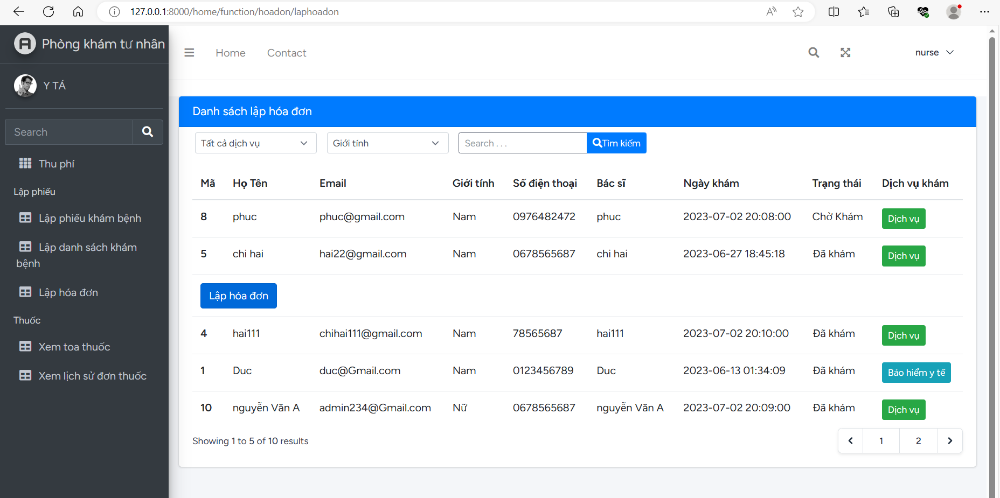 127.0.0.1:8000/home/function/hoadon/laphoadon
Phòng khám tư nhân
Home
Contact
nurse
Y TÁ
Search
Thu phí
Lập phiếu
Lập phiếu khám bệnh
Lập danh sách khám
bệnh
Lập hóa đơn
Thuốc
Xem toa thuốc
Xem lịch sử đơn thuốc
Danh sách lập hóa đơn
Tất cả dịch vụ
Giới tính
Search . . .
Tìm kiếm
Mã Họ Tên Email Giới tính Số điện thoại Bác sĩ Ngày khám Trạng thái Dịch vụ khám
8 phuc phuc@gmail.com Nam 0976482472 phuc 2023-07-02 20:08:00 Chờ Khám Dịch vụ
5 chi hai hai22@gmail.com Nam 0678565687 chi hai 2023-06-27 18:45:18 Đã khám Dịch vụ
Lập hóa đơn
4 hai111 chihai111@gmail.com Nam 78565687 hai111 2023-07-02 20:10:00 Đã khám Dịch vụ
1 Duc duc@Gmail.com Nam 0123456789 Duc 2023-06-13 01:34:09 Đã khám Bảo hiểm y tế
10 nguyễn Văn A admin234@Gmail.com Nữ 0678565687 nguyễn Văn A 2023-07-02 20:09:00 Đã khám Dịch vụ
Showing 1 to 5 of 10 results
1 2